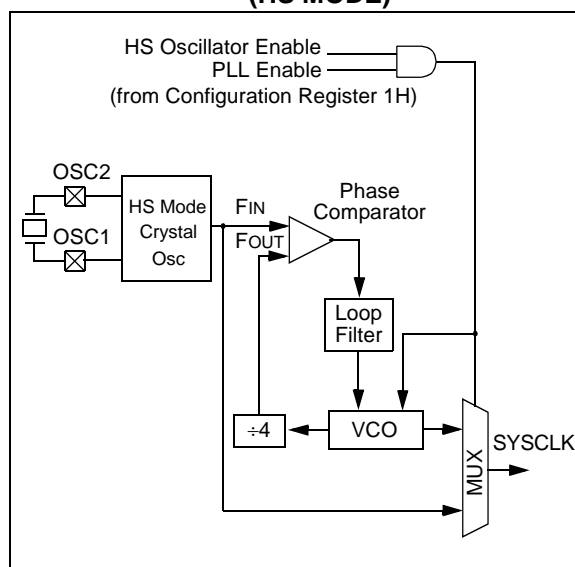 (HS MODE)
HS Oscillator Enable
PLL Enable
(from Configuration Register 1H)
OSC2
OSC1
HS Mode
Crystal
Osc
FIN
FOUT
Phase
Comparator
Loop
Filter
÷4
VCO
MUX
SYSCLK